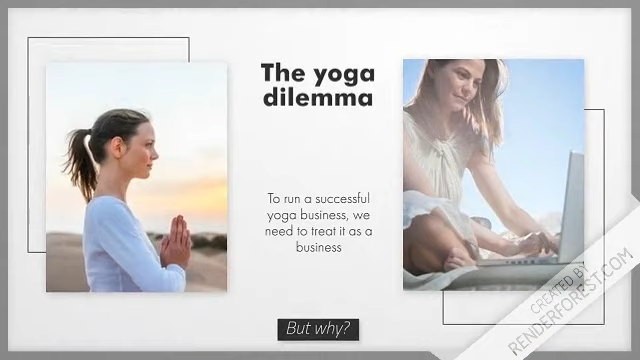 The yoga
dilemma
To run a successful
yoga business, we
need to treat it as a
business
But why?
CREATED BY
RENDERFOREST.COM